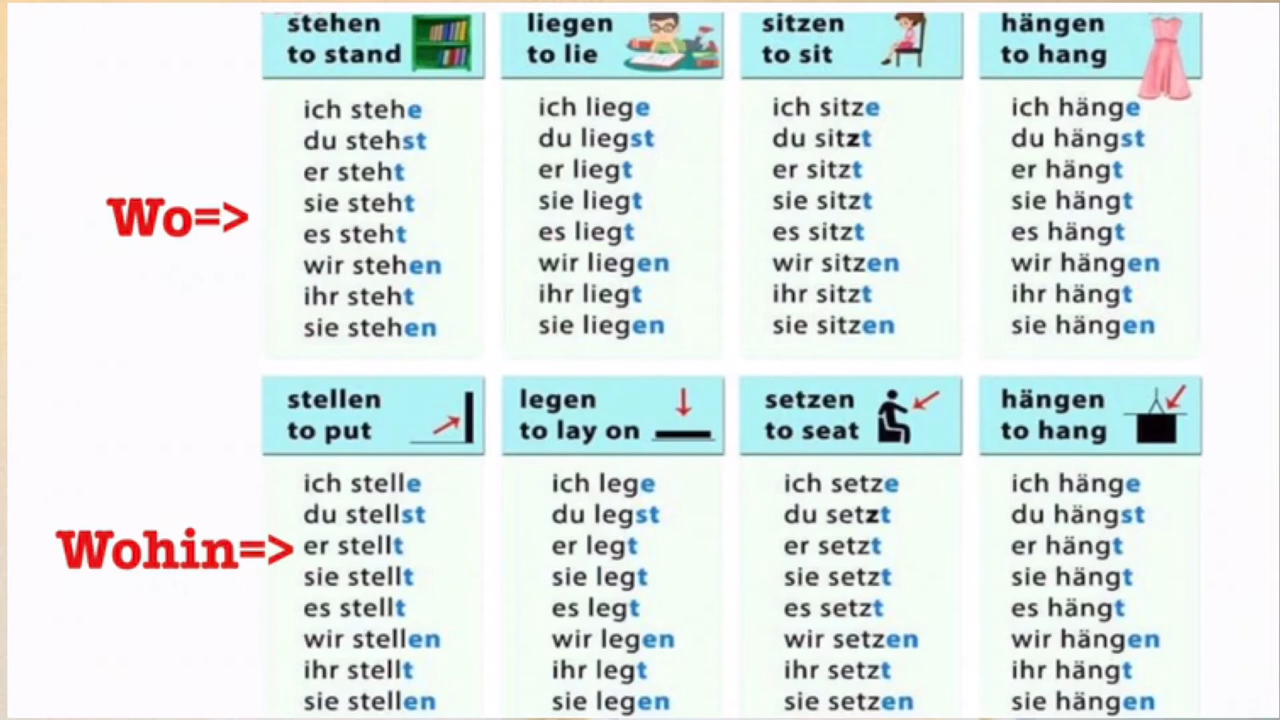 stehen
to stand
ich stehe
du stehst
er steht
sie steht
es steht
wir stehen
ihr steht
sie stehen
liegen
to lie
ich liege
du liegst
er liegt
sie liegt
es liegt
wir liegen
ihr liegt
sie liegen
sitzen
to sit
ich sitze
du sitzt
er sitzt
sie sitzt
es sitzt
wir sitzen
ihr sitzt
sie sitzen
hängen
to hang
ich hänge
du hängst
er hängt
sie hängt
es hängt
wir hängen
ihr hängt
sie hängen
Wo=>
stellen
to put
ich stelle
du stellst
er stellt
sie stellt
es stellt
wir stellen
ihr stellt
sie stellen
legen
to lay on
ich lege
du legst
er legt
sie legt
es legt
wir legen
ihr legt
sie legen
setzen
to seat
ich setze
du setzt
er setzt
sie setzt
es setzt
wir setzen
ihr setzt
sie setzen
hängen
to hang
ich hänge
du hängst
er hängt
sie hängt
es hängt
wir hängen
ihr hängt
sie hängen
Wohin=>